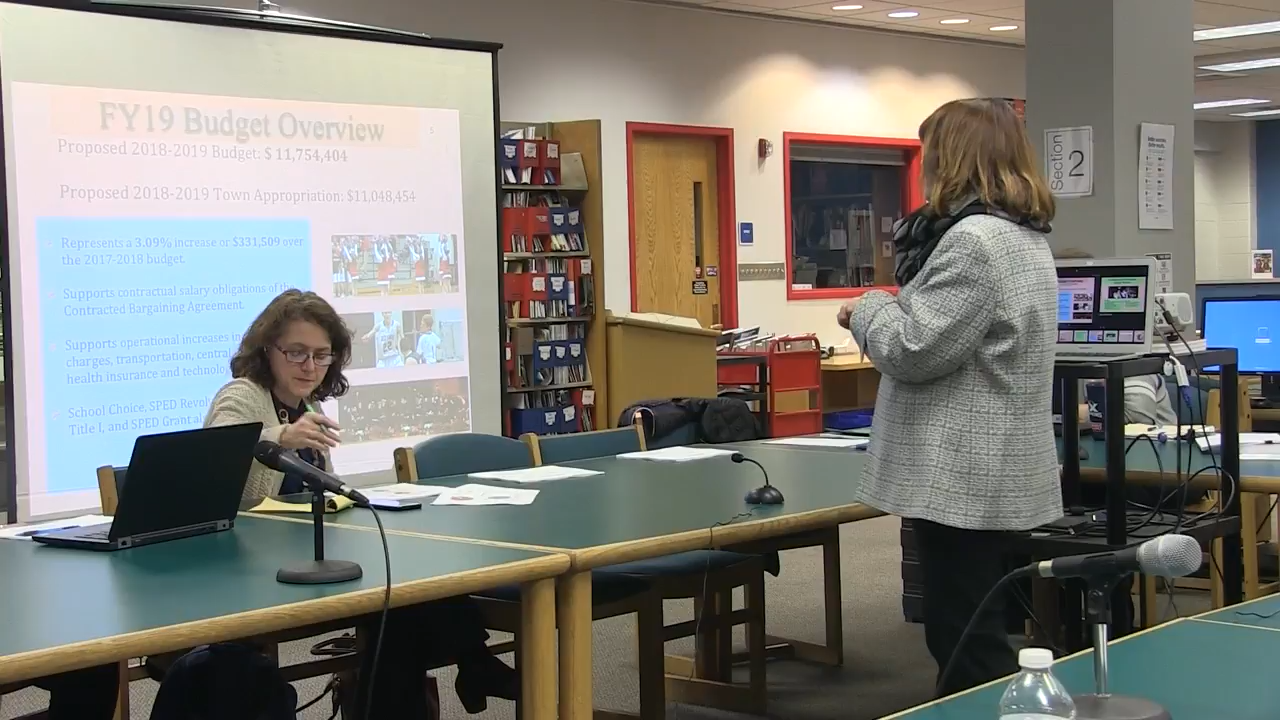 FY19 Budget Overview
5
Proposed 2018-2019 Budget: $ 11,754,404
Proposed 2018-2019 Town Appropriation: $11,048,454
Represents a 3.09% increase or $331,509 over
the 2017-2018 budget.
Supports contractual salary obligations of the
Contracted Bargaining Agreement.
Supports operational increases in
charges, transportation, central
health insurance and technolo
School Choice, SPED Revol
Title I, and SPED Grant al
Section
2